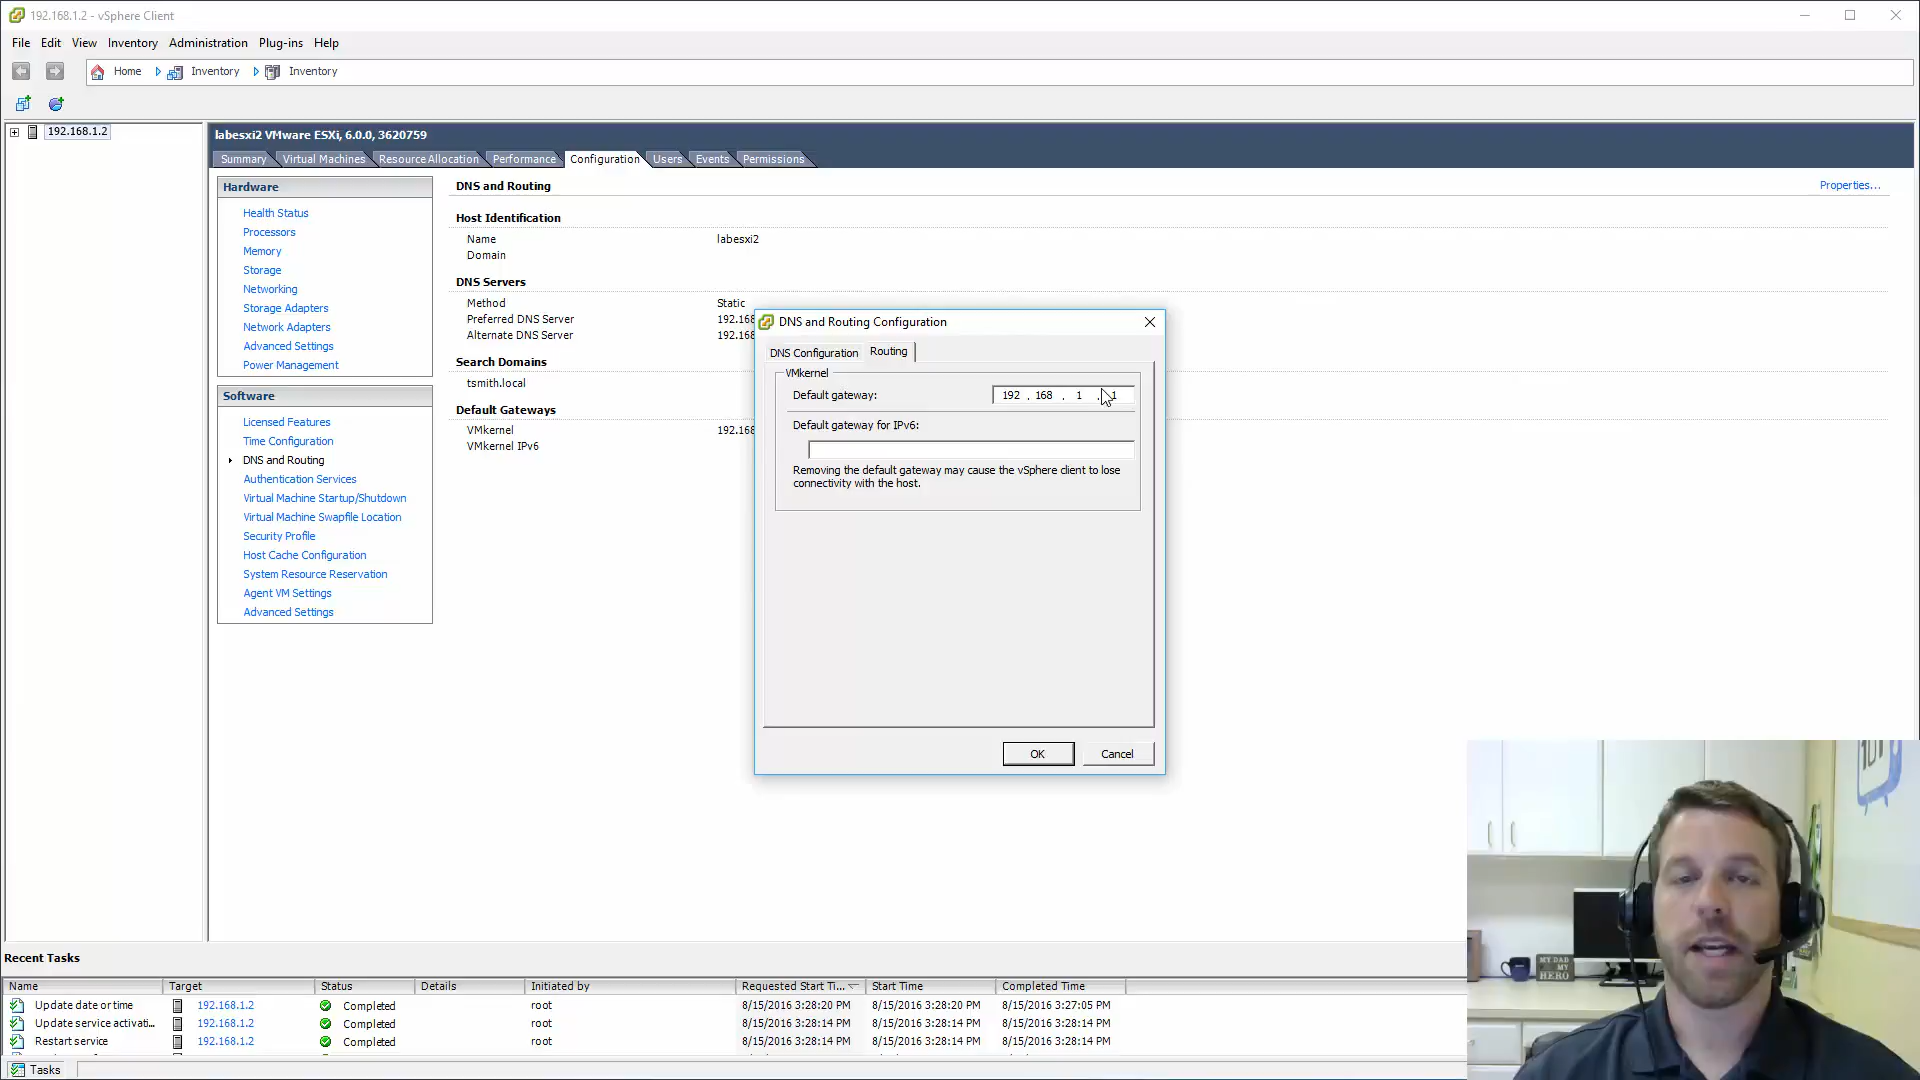 192.168.1.2 - vSphere Client
File Edit View Inventory Administration Plug-ins Help
Home Inventory Inventory
192.168.1.2
labesxi2 VMware ESXi, 6.0.0, 3620759
Summary Virtual Machines Resource Allocation Performance Configuration Users Events Permissions
Hardware
Health Status
Processors
Memory
Storage
Networking
Storage Adapters
Network Adapters
Advanced Settings
Power Management
Software
Licensed Features
Time Configuration
DNS and Routing
Authentication Services
Virtual Machine Startup/Shutdown
Virtual Machine Swapfile Location
Security Profile
Host Cache Configuration
System Resource Reservation
Agent VM Settings
Advanced Settings
DNS and Routing Properties...
Host Identification
Name labesxi2
Domain
DNS Servers
Method Static
Preferred DNS Server 192.168
Alternate DNS Server 192.168
Search Domains
tsmith.local
Default Gateways
VMkernel 192.168
VMkernel IPv6
DNS and Routing Configuration
DNS Configuration Routing
VMkernel
Default gateway: 192 . 168 . 1 . 1
Default gateway for IPv6:
Removing the default gateway may cause the vSphere client to lose
connectivity with the host.
OK Cancel
MY DAD MY
HERO
Recent Tasks
Name Target Status Details Initiated by Requested Start Ti... Start Time Completed Time
Update date or time 192.168.1.2 Completed root 8/15/2016 3:28:20 PM 8/15/2016 3:28:20 PM 8/15/2016 3:27:05 PM
Update service activati... 192.168.1.2 Completed root 8/15/2016 3:28:14 PM 8/15/2016 3:28:14 PM 8/15/2016 3:28:14 PM
Restart service 192.168.1.2 Completed root 8/15/2016 3:28:14 PM 8/15/2016 3:28:14 PM 8/15/2016 3:28:14 PM
Tasks